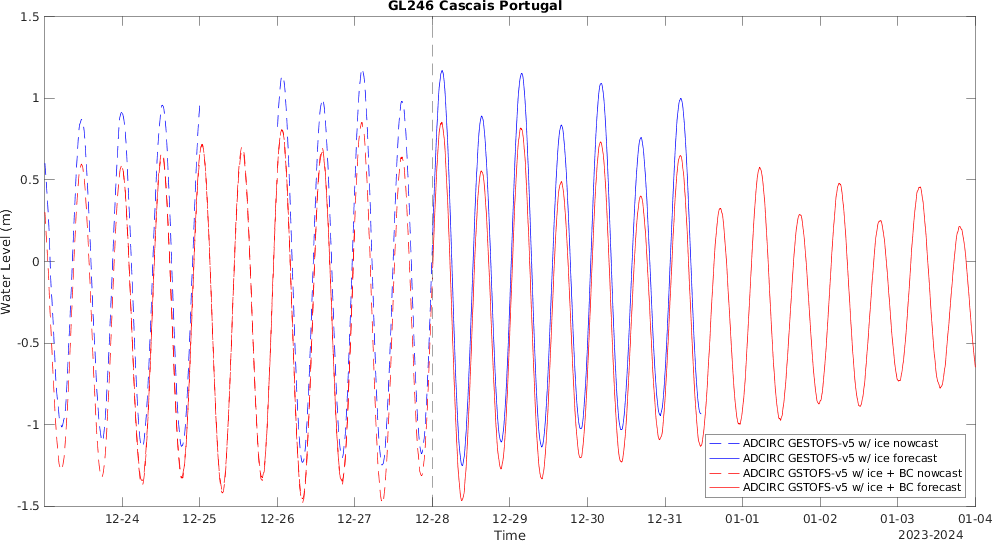 GL246 Cascais Portugal
1.5
1
0.5
0
-0.5
-1
-1.5
Water Level (m)
12-24 12-25 12-26 12-27 12-28 12-29 12-30 12-31 01-01 01-02 01-03 01-04
Time
2023-2024
ADCIRC GESTOFS-v5 w/ ice nowcast
ADCIRC GESTOFS-v5 w/ ice forecast
ADCIRC GSTOFS-v5 w/ ice + BC nowcast
ADCIRC GSTOFS-v5 w/ ice + BC forecast